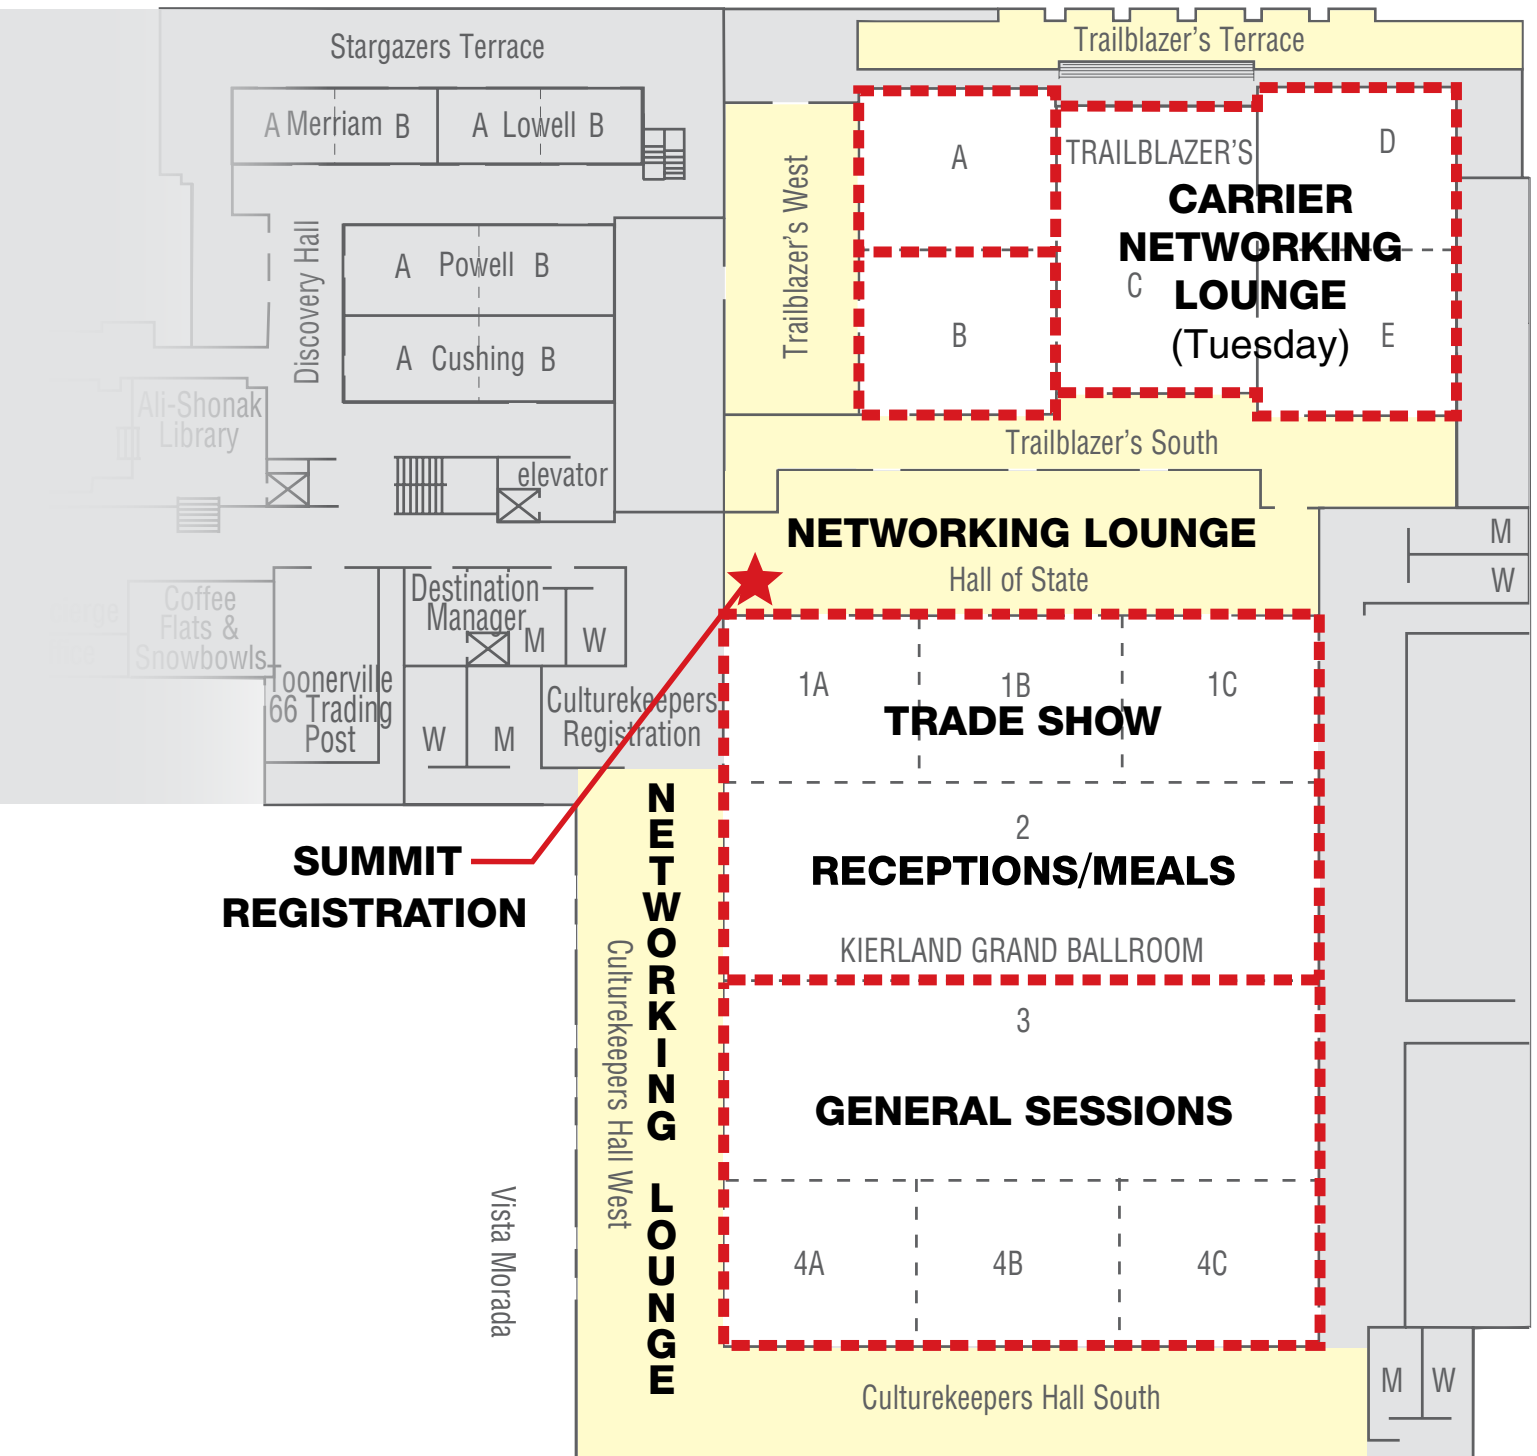 Stargazers Terrace
Trailblazer's Terrace
A Merriam B
A Lowell B
Discovery Hall
A Powell B
A Cushing B
Ali-Shonak
Library
elevator
Trailblazer's West
A
B
TRAILBLAZER'S
C
D
E
CARRIER
NETWORKING
LOUNGE
(Tuesday)
Trailblazer's South
NETWORKING LOUNGE
Hall of State
M
W
Coffee
Flats &
Snowbowls
Toonerville
66 Trading
Post
Destination
Manager
M
W
W
M
Culturekeepers
Registration
SUMMIT
REGISTRATION
NETWORKING LOUNGE
Culturekeepers Hall West
Vista Morada
1A
1B
1C
TRADE SHOW
2
RECEPTIONS/MEALS
KIERLAND GRAND BALLROOM
3
GENERAL SESSIONS
4A
4B
4C
Culturekeepers Hall South
M
W